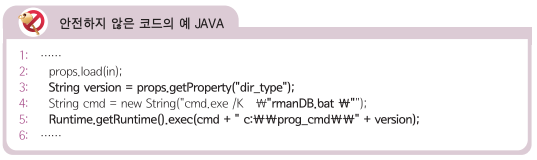 안전하지 않은 코드의 예 JAVA
1: ……
2: props.load(in);
3: String version = props.getProperty("dir_type");
4: String cmd = new String("cmd.exe /K ₩"rmanDB.bat ₩"");
5: Runtime.getRuntime().exec(cmd + " c:₩₩prog_cmd₩₩" + version);
6: ……